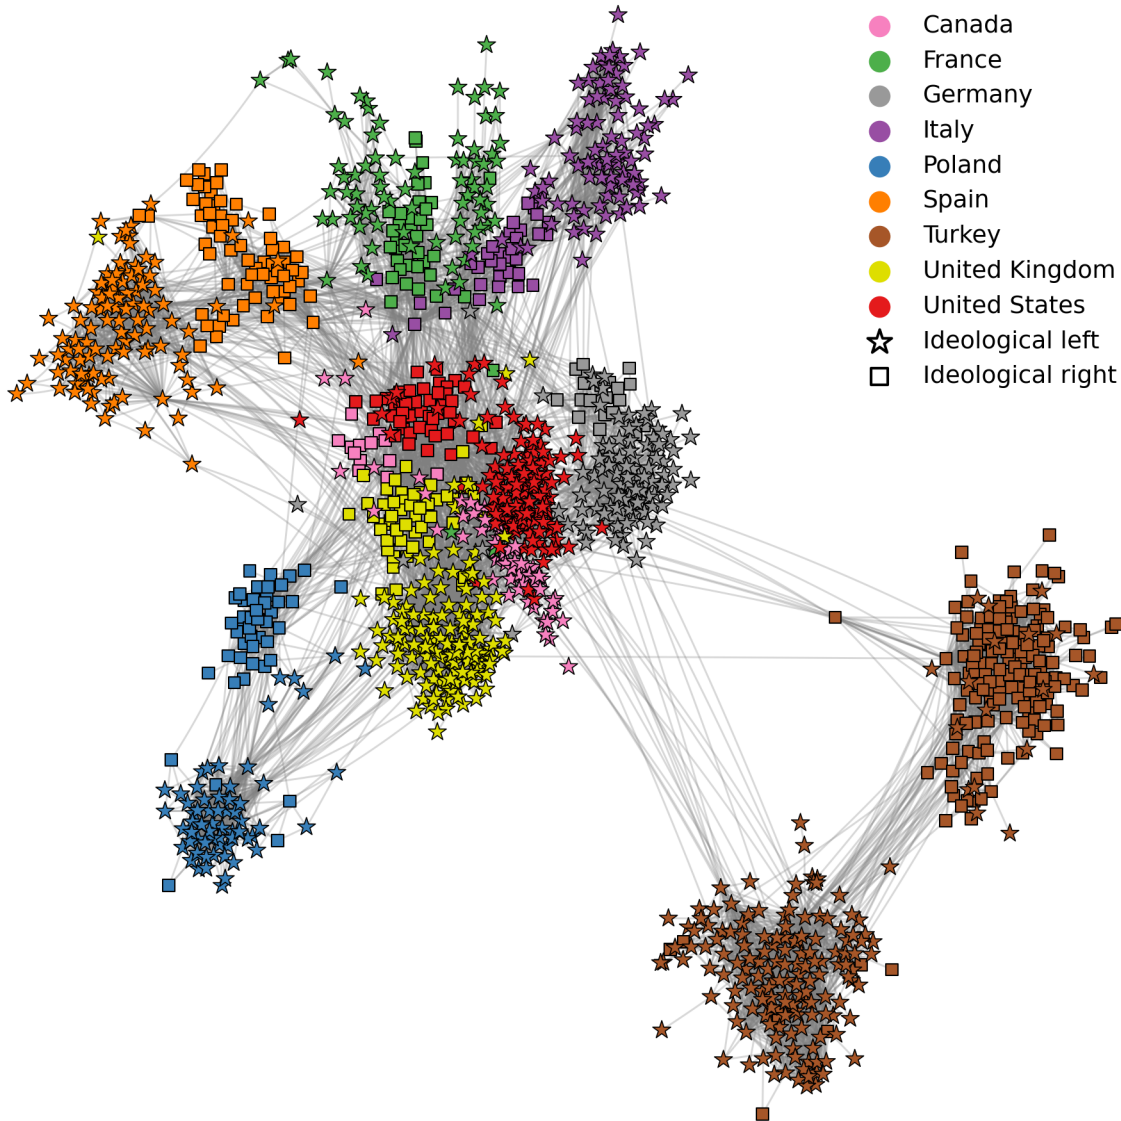 Canada
France
Germany
Italy
Poland
Spain
Turkey
United Kingdom
United States
Ideological left
Ideological right